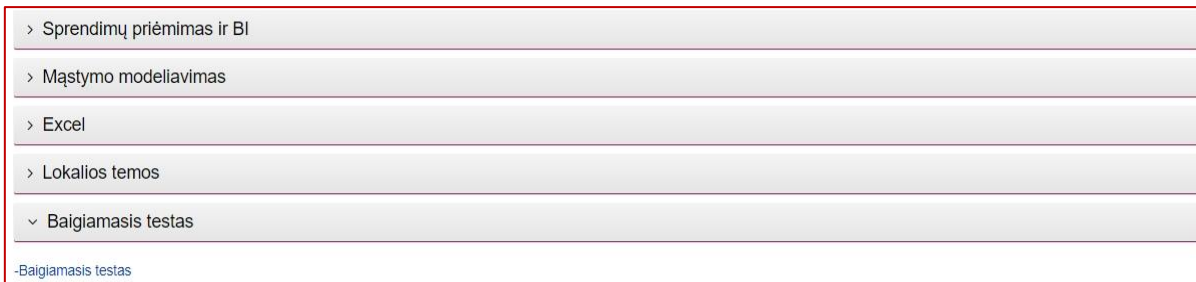 Sprendimų priėmimas ir BI
Mąstymo modeliavimas
Excel
Lokalios temos
Baigiamasis testas
-Baigiamasis testas